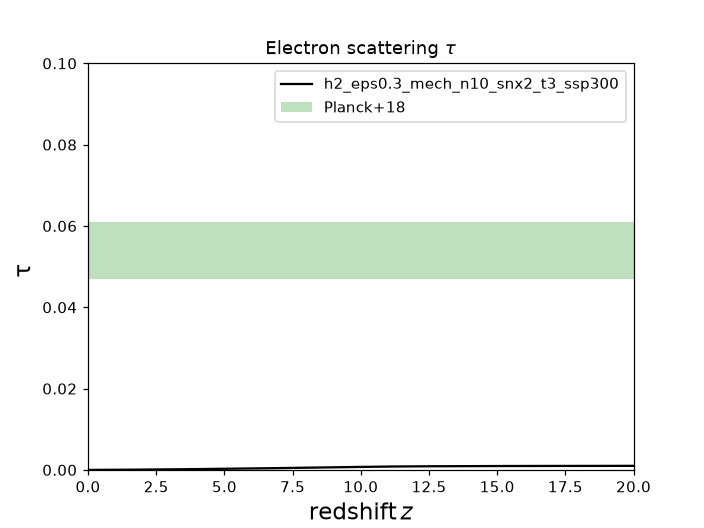 Electron scattering τ
h2_eps0.3_mech_n10_snx2_t3_ssp300
Planck+18
0.10
0.08
0.06
0.04
0.02
0.00
τ
0.0 2.5 5.0 7.5 10.0 12.5 15.0 17.5 20.0
redshift z